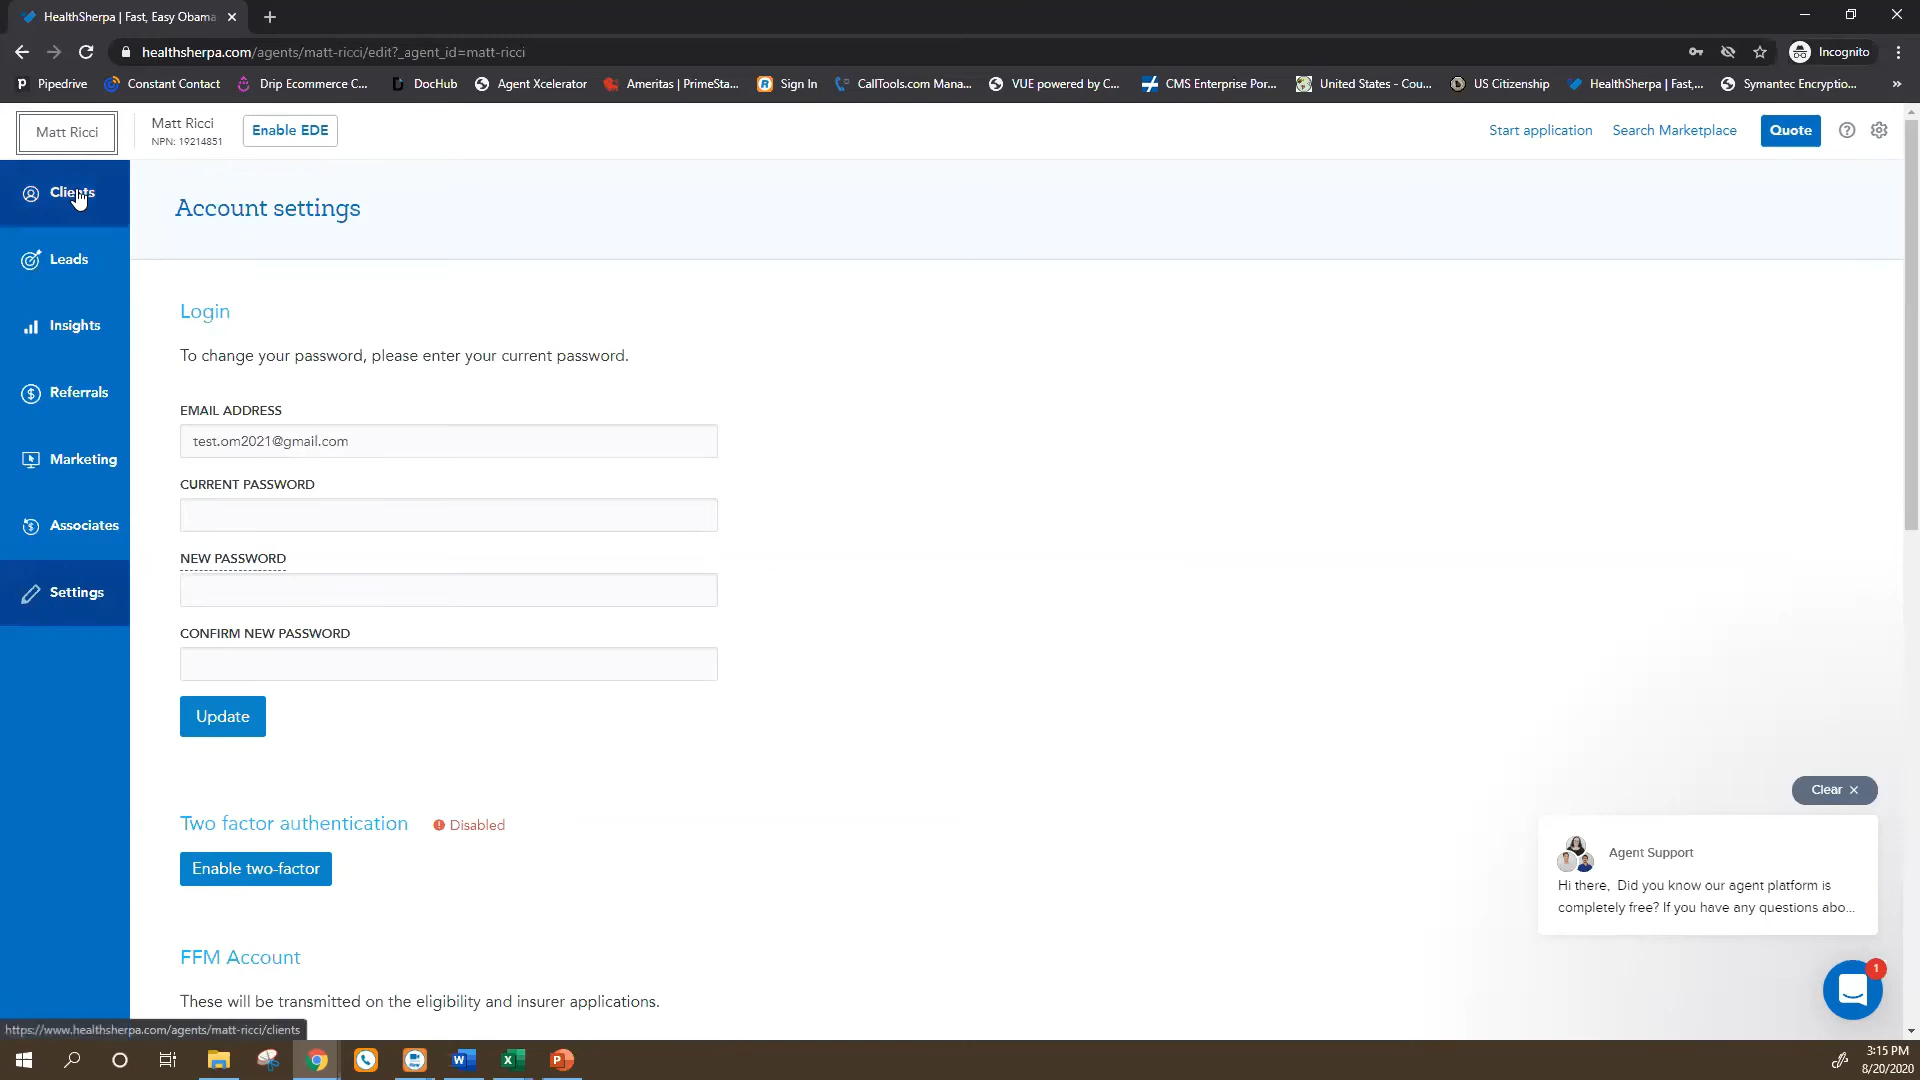 HealthSherpa | Fast, Easy Obama
healthsherpa.com/agents/matt-ricci/edit?_agent_id=matt-ricci
Incognito
Pipedrive
Constant Contact
Drip Ecommerce C...
DocHub
Agent Xcelerator
Ameritas | PrimeSta...
Sign In
CallTools.com Mana...
VUE powered by C...
CMS Enterprise Por...
United States - Cou...
US Citizenship
HealthSherpa | Fast,...
Symantec Encryptio...
»
Matt Ricci
Matt Ricci
NPN: 19214851
Enable EDE
Start application
Search Marketplace
Quote
Clients
Leads
Insights
Referrals
Marketing
Associates
Settings
Account settings
Login
To change your password, please enter your current password.
EMAIL ADDRESS
test.om2021@gmail.com
CURRENT PASSWORD
NEW PASSWORD
CONFIRM NEW PASSWORD
Update
Two factor authentication
Disabled
Enable two-factor
FFM Account
These will be transmitted on the eligibility and insurer applications.
Clear ×
Agent Support
Hi there, Did you know our agent platform is
completely free? If you have any questions abo...
1
https://www.healthsherpa.com/agents/matt-ricci/clients
3:15 PM
8/20/2020